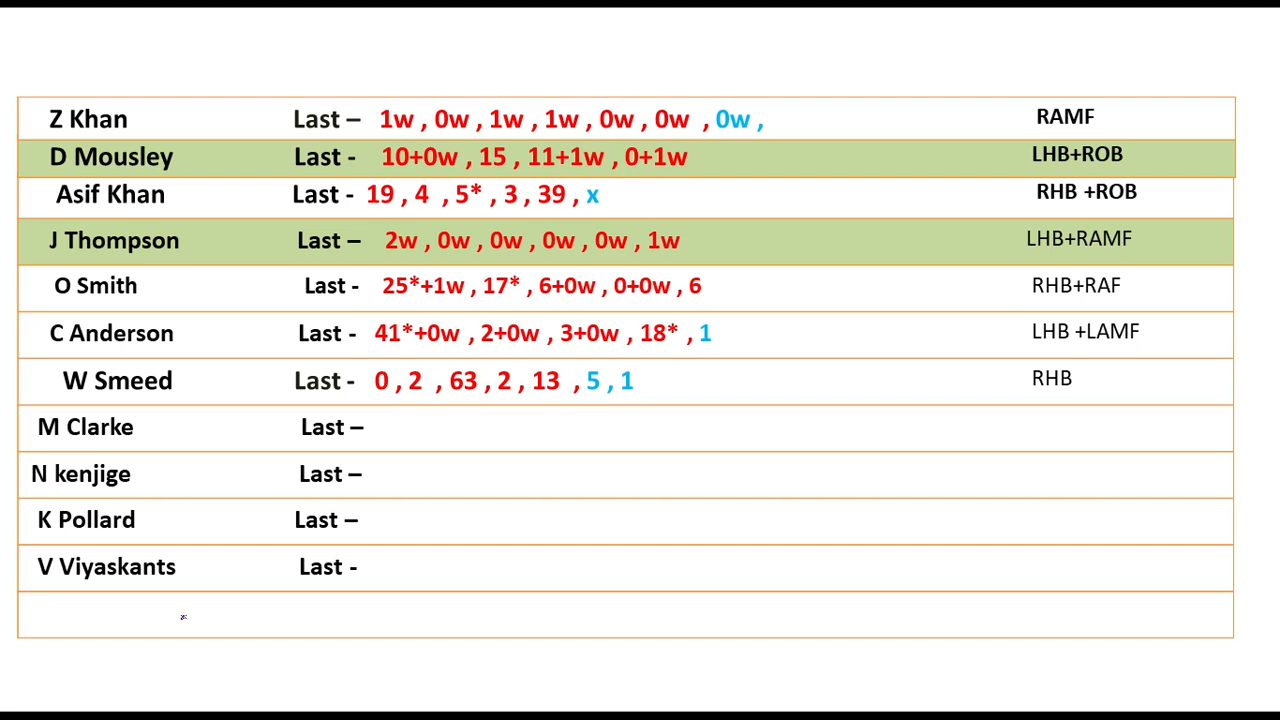 Z Khan Last – 1w , 0w , 1w , 1w , 0w , 0w , 0w , RAMF
D Mousley Last - 10+0w , 15 , 11+1w , 0+1w LHB+ROB
Asif Khan Last - 19 , 4 , 5* , 3 , 39 , x RHB +ROB
J Thompson Last – 2w , 0w , 0w , 0w , 0w , 1w LHB+RAMF
O Smith Last - 25*+1w , 17* , 6+0w , 0+0w , 6 RHB+RAF
C Anderson Last - 41*+0w , 2+0w , 3+0w , 18* , 1 LHB +LAMF
W Smeed Last - 0 , 2 , 63 , 2 , 13 , 5 , 1 RHB
M Clarke Last –
N kenjige Last –
K Pollard Last –
V Viyaskants Last -